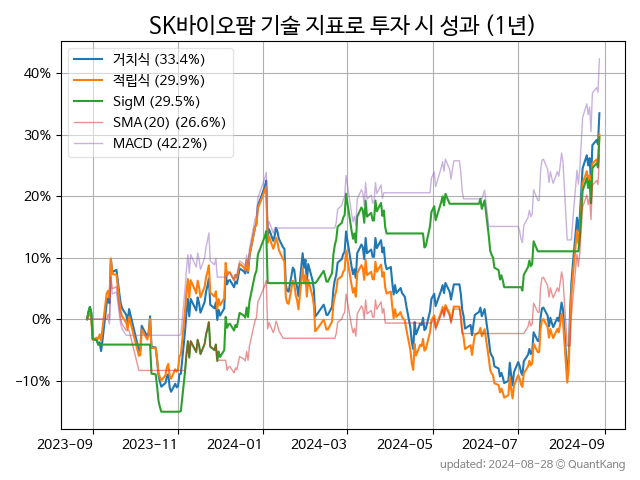 SK바이오팜 기술 지표로 투자 시 성과 (1년)
거치식 (33.4%)
적립식 (29.9%)
SigM (29.5%)
SMA(20) (26.6%)
MACD (42.2%)
40%
30%
20%
10%
0%
−10%
2023-09
2023-11
2024-01
2024-03
2024-05
2024-07
2024-09
updated: 2024-08-28 © QuantKang